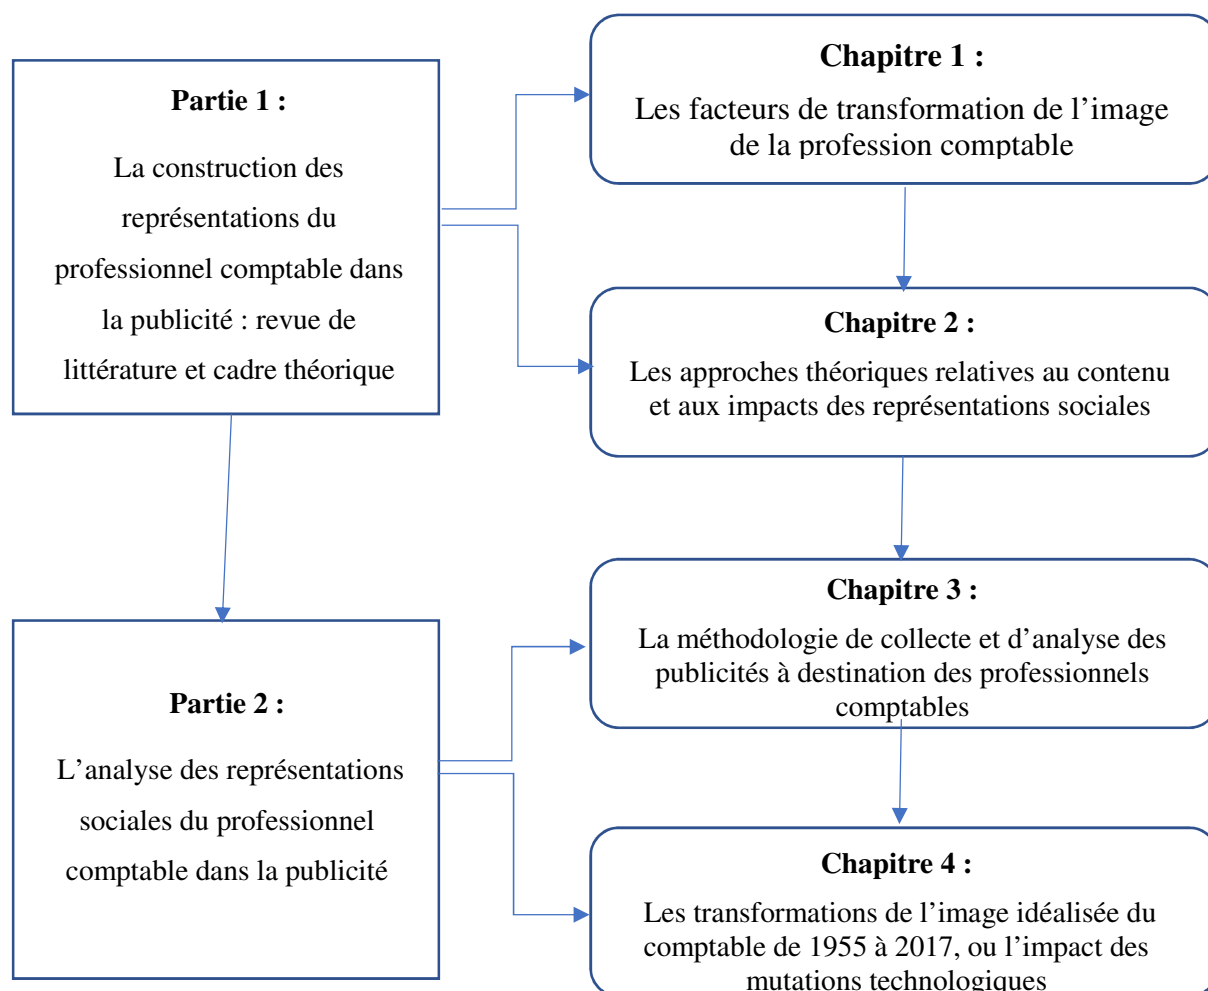 Partie 1 :
La construction des
représentations du
professionnel comptable dans
la publicité : revue de
littérature et cadre théorique
Chapitre 1 :
Les facteurs de transformation de l’image
de la profession comptable
Chapitre 2 :
Les approches théoriques relatives au contenu
et aux impacts des représentations sociales
Partie 2 :
L’analyse des représentations
sociales du professionnel
comptable dans la publicité
Chapitre 3 :
La méthodologie de collecte et d’analyse des
publicités à destination des professionnels
comptables
Chapitre 4 :
Les transformations de l’image idéalisée du
comptable de 1955 à 2017, ou l’impact des
mutations technologiques